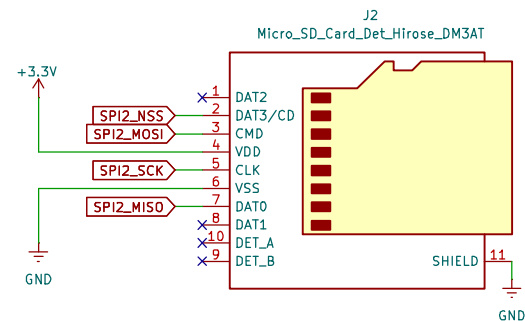 J2
Micro_SD_Card_Det_Hirose_DM3AT
+3.3V
1 DAT2
SPI2_NSS 2 DAT3/CD
SPI2_MOSI 3 CMD
4 VDD
SPI2_SCK 5 CLK
6 VSS
SPI2_MISO 7 DAT0
8 DAT1
10 DET_A
9 DET_B
SHIELD 11
GND
GND